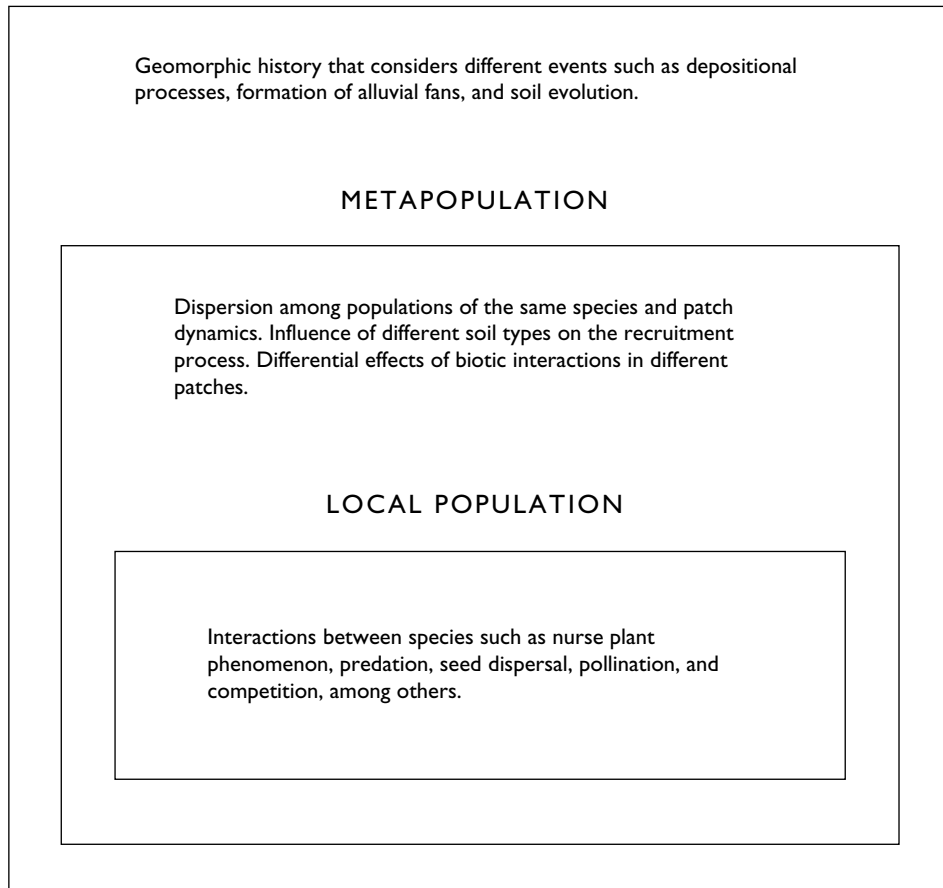 Geomorphic history that considers different events such as depositional
processes, formation of alluvial fans, and soil evolution.
METAPOPULATION
Dispersion among populations of the same species and patch
dynamics. Influence of different soil types on the recruitment
process. Differential effects of biotic interactions in different
patches.
LOCAL POPULATION
Interactions between species such as nurse plant
phenomenon, predation, seed dispersal, pollination, and
competition, among others.